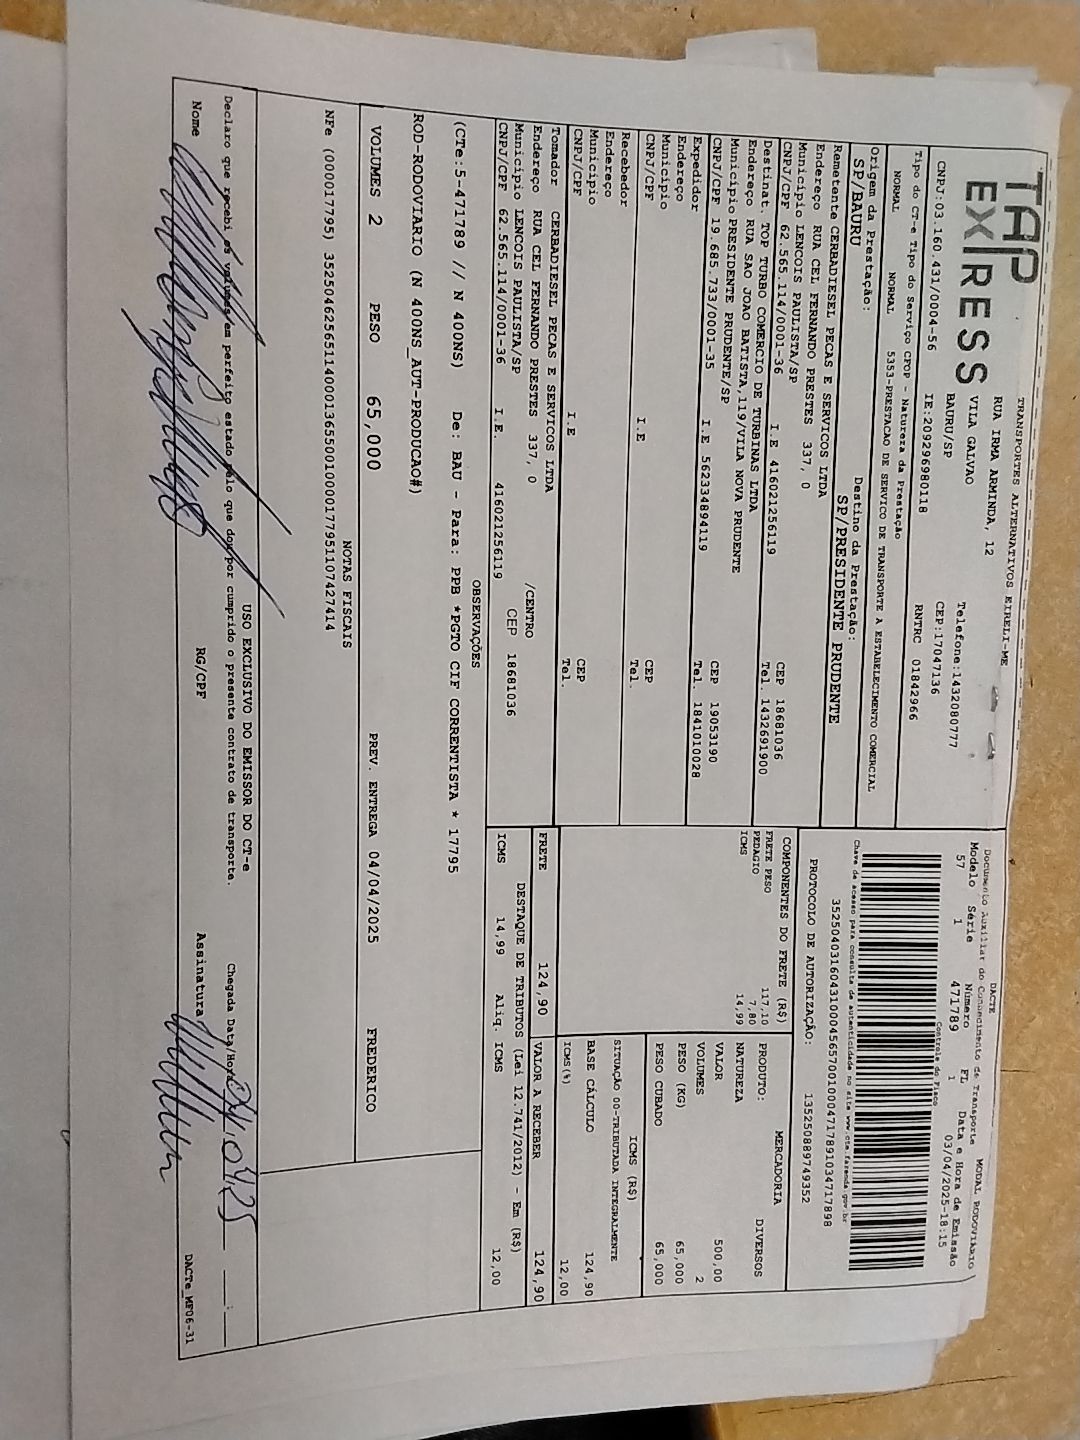 TAP
EXPRESS
TRANSPORTES ALTERNATIVOS EIRELI-ME
RUA IRMA ARMINDA, 12
VILA GALVAO
BAURU/SP
Telefone:1432080777
CEP:17047136
CNPJ:03.160.431/0004-56
IE:209296980118
RNTRC 01842966
Tipo do CT-e Tipo do Serviço CFOP - Natureza da Prestação
NORMAL NORMAL 5353-PRESTACAO DE SERVICO DE TRANSPORTE A ESTABELECIMENTO COMERCIAL
Origem da Prestação: Destino da Prestação:
SP/BAURU SP/PRESIDENTE PRUDENTE
Remetente CERBADIESEL PECAS E SERVICOS LTDA
Endereço RUA CEL FERNANDO PRESTES 337, 0
Município LENCOIS PAULISTA/SP CEP 18681036
CNPJ/CPF 62.565.114/0001-36 I.E 416021256119 Tel. 1432691900
Destinat. TOP TURBO COMERCIO DE TURBINAS LTDA
Endereço RUA SAO JOAO BATISTA,119/VILA NOVA PRUDENTE
Município PRESIDENTE PRUDENTE/SP CEP 19053190
CNPJ/CPF 19.685.733/0001-35 I.E 562334894119 Tel. 1841010028
Expedidor
Endereço
Município CEP
CNPJ/CPF I.E Tel.
Recebedor
Endereço
Município CEP
CNPJ/CPF I.E Tel.
Tomador CERBADIESEL PECAS E SERVICOS LTDA
Endereço RUA CEL FERNANDO PRESTES 337, 0 /CENTRO
Município LENCOIS PAULISTA/SP CEP 18681036
CNPJ/CPF 62.565.114/0001-36 I.E. 416021256119
DACTE MODAL RODOVIARIO
Documento Auxiliar do Conhecimento de Transporte
Modelo Série Número FL Data e Hora de Emissão
57 1 471789 1 03/04/2025-18:15
Controle do Fisco
Chave de acesso para consulta de autenticidade no site www.cte.fazenda.gov.br
35250403160431000456570010004717891034717898
PROTOCOLO DE AUTORIZAÇÃO: 135250889749352
COMPONENTES DO FRETE (R$)
FRETE PESO 117,10
PEDAGIO 7,80
ICMS 14,99
MERCADORIA
PRODUTO: DIVERSOS
NATUREZA
VALOR 500,00
VOLUMES 2
PESO (KG) 65,000
PESO CUBADO 65,000
ICMS (R$)
SITUAÇÃO 00-TRIBUTADA INTEGRALMENTE
BASE CÁLCULO 124,90
ICMS(%) 12,00
FRETE 124,90 VALOR A RECEBER 124,90
DESTAQUE DE TRIBUTOS (Lei 12.741/2012) - Em (R$)
ICMS 14,99 Aliq. ICMS 12,00
OBSERVAÇÕES
(CTe:5-471789 // N 400NS) De: BAU - Para: PPB *PGTO CIF CORRENTISTA * 17795
ROD-RODOVIARIO (N 400NS_AUT-PRODUCAO#)
VOLUMES 2 PESO 65,000 PREV. ENTREGA 04/04/2025 FREDERICO
NOTAS FISCAIS
NFe (000017795) 35250462565114000136550010000177951107427414
USO EXCLUSIVO DO EMISSOR DO CT-e
Declaro que recebi os volumes em perfeito estado pelo que dou por cumprido o presente contrato de transporte. Chegada Data/Hora 04.04.25 __:__
Nome RG/CPF Assinatura
DACTe_MF06-31